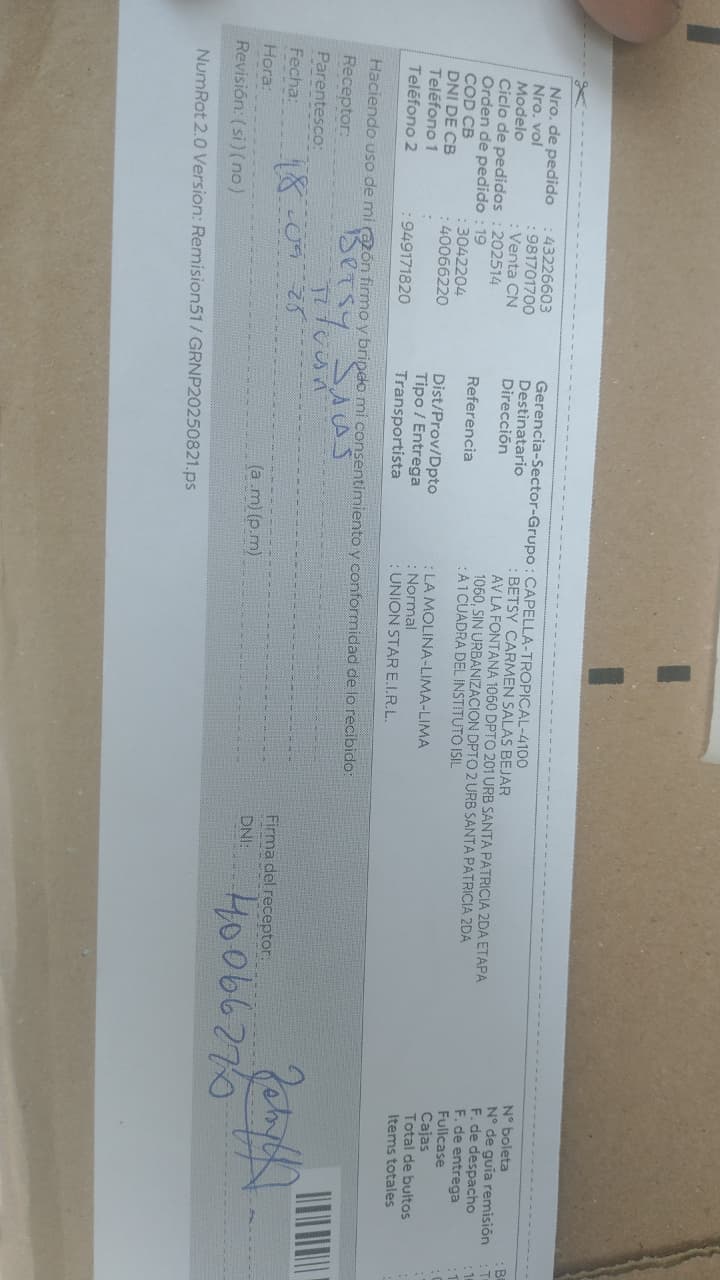 Nro. de pedido : 43226603
Nro. vol : 981701700
Modelo : Venta CN
Ciclo de pedidos : 202514
Orden de pedido : 19
COD CB : 3042204
DNI DE CB : 40066220
Teléfono 1 :
Teléfono 2 : 949171820
Gerencia-Sector-Grupo : CAPELLA-TROPICAL-4100
Destinatario : BETSY CARMEN SALAS BEJAR
Dirección AV LA FONTANA 1060 DPTO 201 URB SANTA PATRICIA 2DA ETAPA
1060, SIN URBANIZACION DPTO 2 URB SANTA PATRICIA 2DA
Referencia : A 1 CUADRA DEL INSTITUTO ISIL
Dist/Prov/Dpto : LA MOLINA-LIMA-LIMA
Tipo / Entrega : Normal
Transportista : UNION STAR E.I.R.L.
N° boleta :
N° de guía remisión :
F. de despacho :
F. de entrega :
Fullcase :
Cajas :
Total de bultos :
Items totales :
Haciendo uso de mi razón firmo y brindo mi consentimiento y conformidad de lo recibido:
Receptor: Betsy Salas
Parentesco: Titular
Fecha: 18-09-25
Hora: (a .m) (p.m)
Revisión: ( si ) ( no )
Firma del receptor:
DNI: 40066220
NumRot 2.0 Version: Remision51 / GRNP20250821.ps